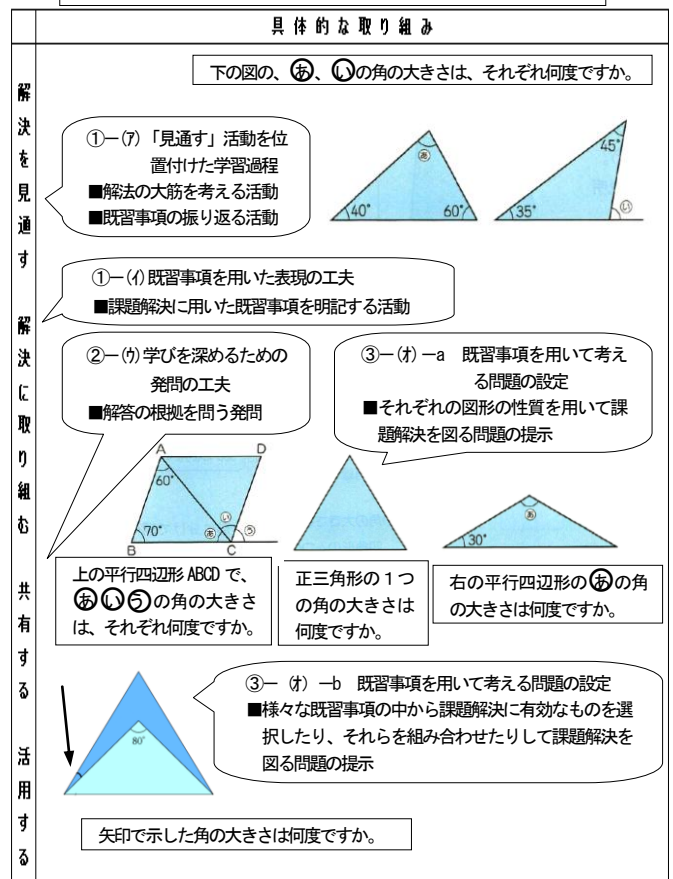 具体的な取り組み
下の図の、あ、いの角の大きさは、それぞれ何度ですか。
解決を見通す
①－(ｱ) 「見通す」活動を位
置付けた学習過程
■解法の大筋を考える活動
■既習事項の振り返る活動
あ
40°
60°
45°
35°
い
①－(ｲ) 既習事項を用いた表現の工夫
■課題解決に用いた既習事項を明記する活動
解決に取り組む
②－(ｳ) 学びを深めるための
発問の工夫
■解答の根拠を問う発問
③－(ｵ) －a 既習事項を用いて考え
る問題の設定
■それぞれの図形の性質を用いて課
題解決を図る問題の提示
A
D
60°
70°
あ
い
う
B
C
あ
30°
上の平行四辺形 ABCD で、
あいうの角の大きさ
は、それぞれ何度ですか。
正三角形の１つ
の角の大きさは
何度ですか。
右の平行四辺形のあの角
の大きさは何度ですか。
共有する
③－ (ｵ) －b 既習事項を用いて考える問題の設定
■様々な既習事項の中から課題解決に有効なものを選
択したり、それらを組み合わせたりして課題解決を
図る問題の提示
80°
活用する
矢印で示した角の大きさは何度ですか。